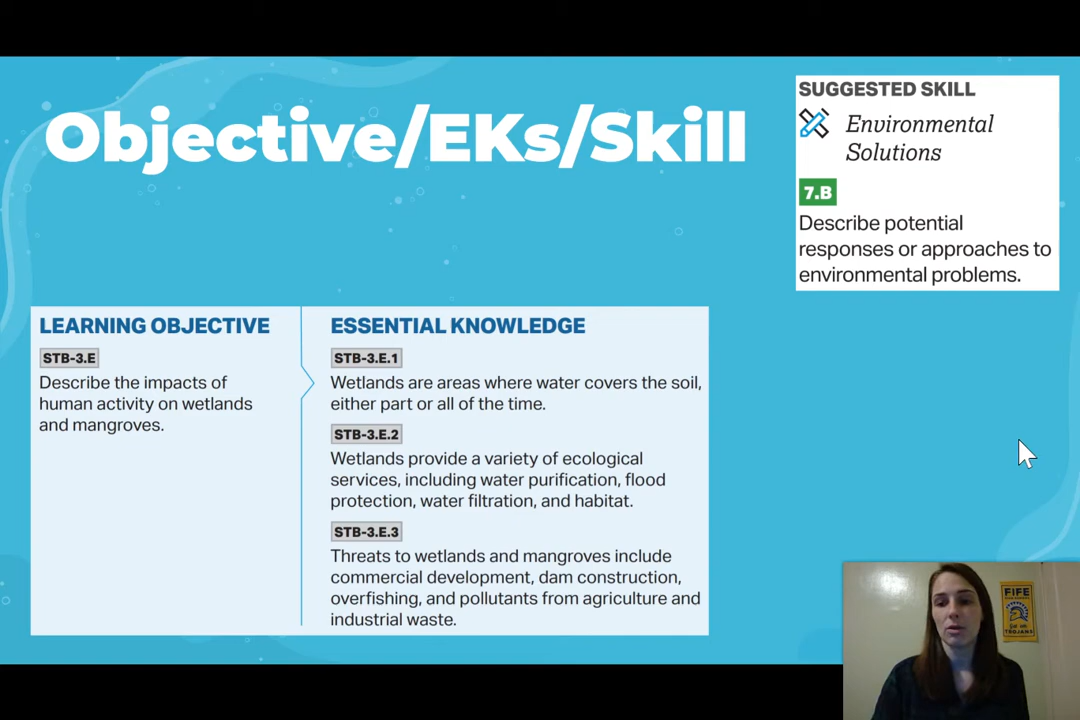 Objective/EKs/Skill
SUGGESTED SKILL
Environmental
Solutions
7.B
Describe potential
responses or approaches to
environmental problems.
LEARNING OBJECTIVE
STB-3.E
Describe the impacts of
human activity on wetlands
and mangroves.
ESSENTIAL KNOWLEDGE
STB-3.E.1
Wetlands are areas where water covers the soil,
either part or all of the time.
STB-3.E.2
Wetlands provide a variety of ecological
services, including water purification, flood
protection, water filtration, and habitat.
STB-3.E.3
Threats to wetlands and mangroves include
commercial development, dam construction,
overfishing, and pollutants from agriculture and
industrial waste.
FIFE
TROJANS